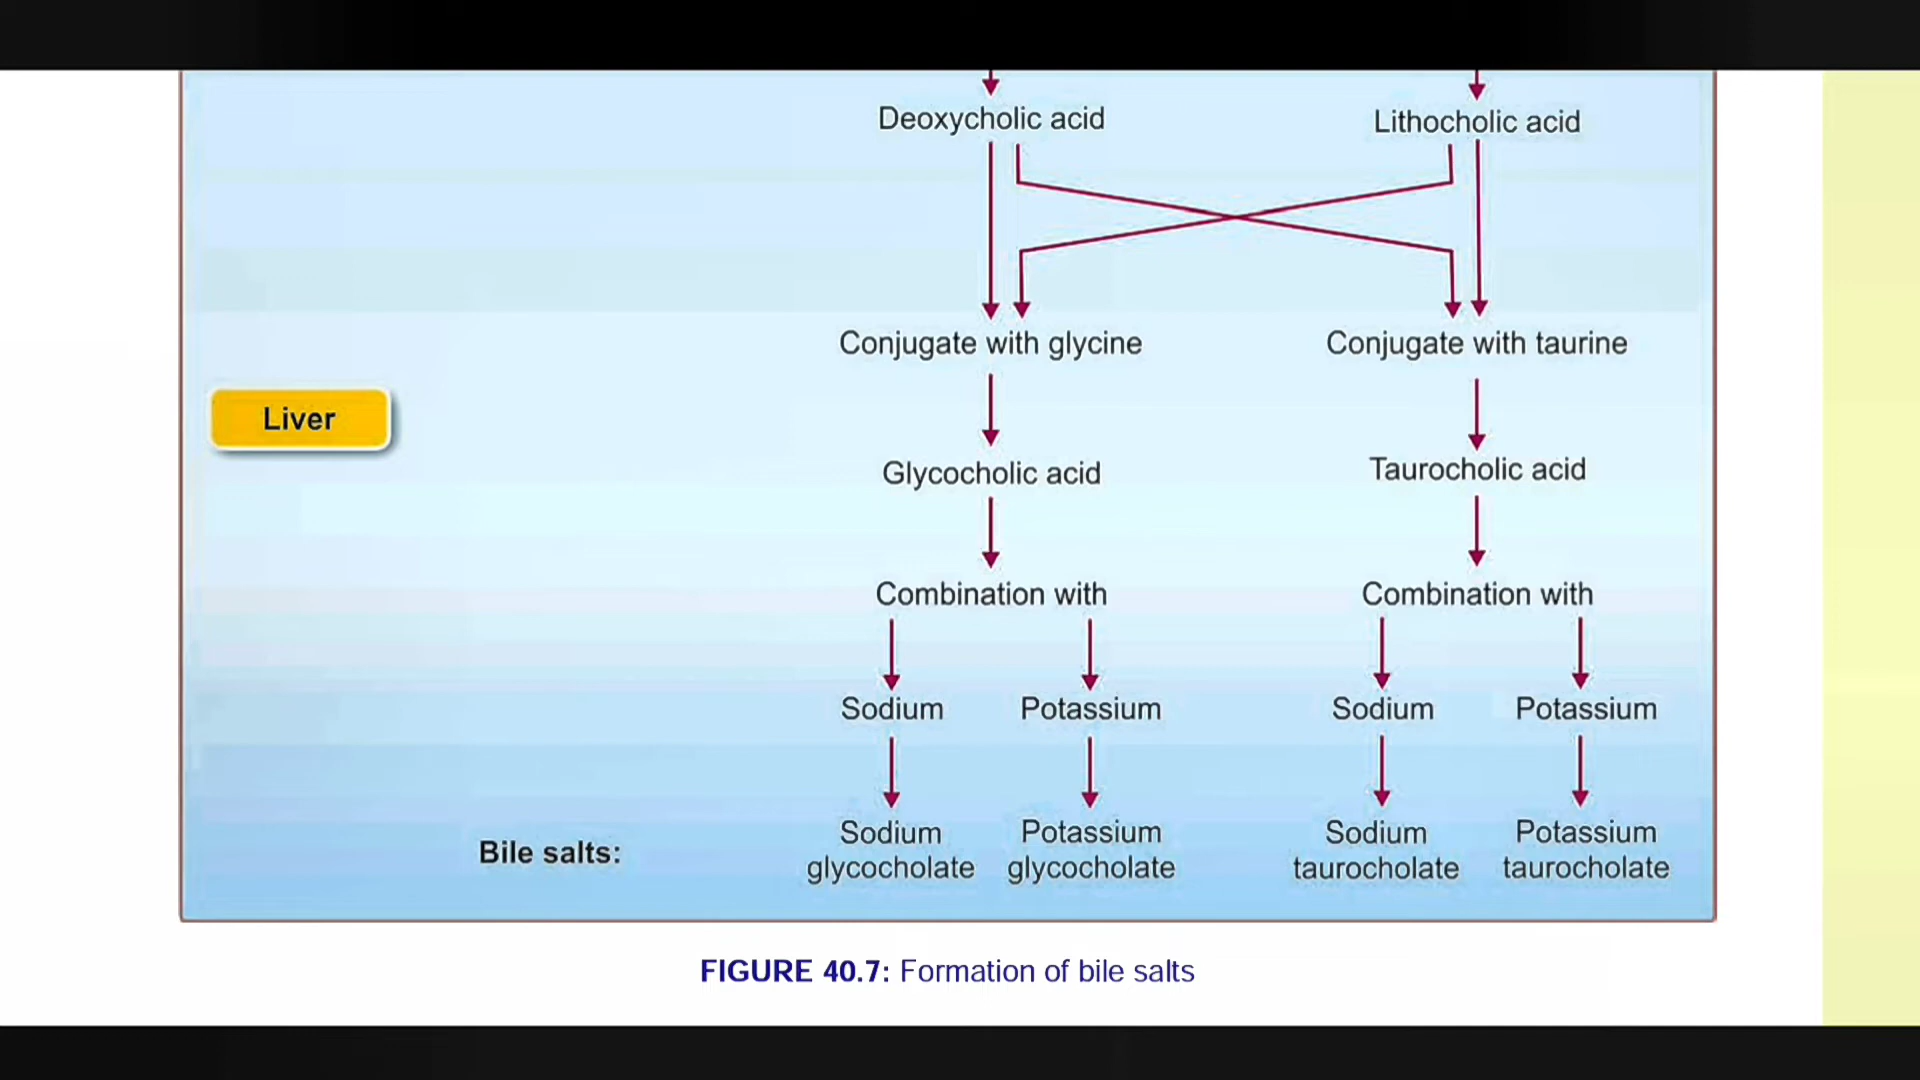 Deoxycholic acid
Lithocholic acid
Conjugate with glycine
Conjugate with taurine
Liver
Glycocholic acid
Taurocholic acid
Combination with
Combination with
Sodium
Potassium
Sodium
Potassium
Bile salts:
Sodium
glycocholate
Potassium
glycocholate
Sodium
taurocholate
Potassium
taurocholate
FIGURE 40.7: Formation of bile salts